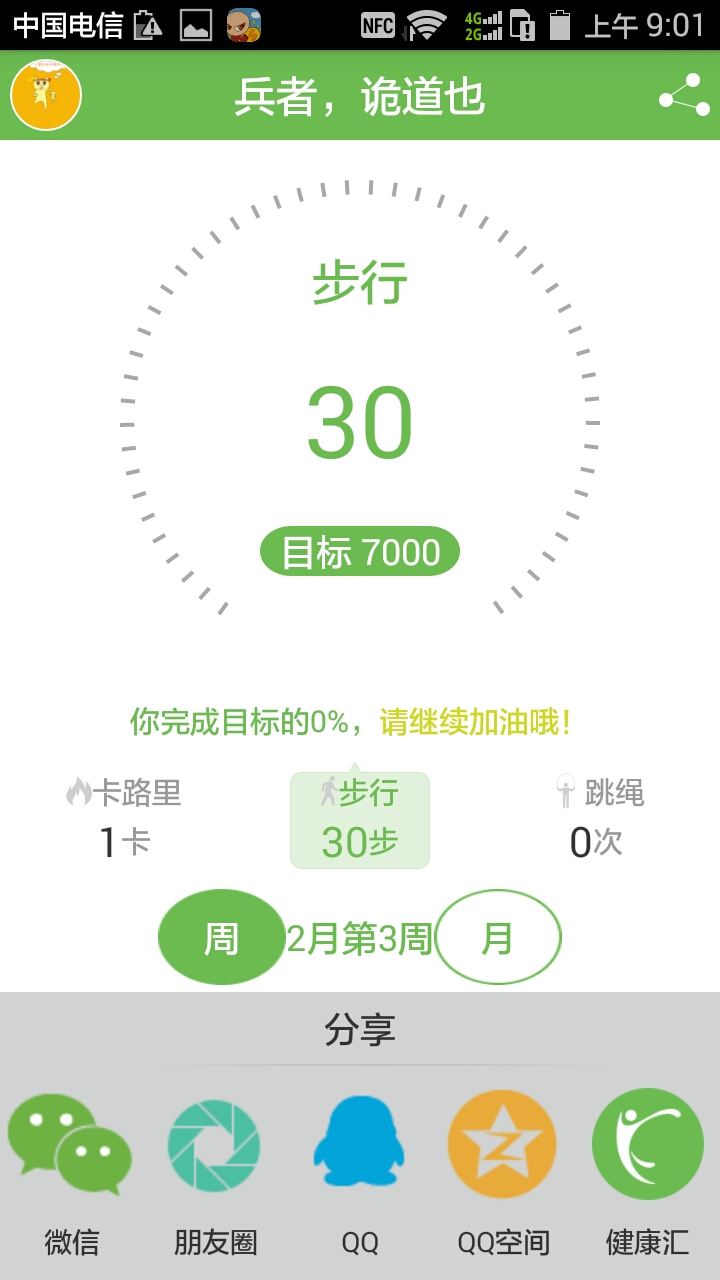 中国电信 NFC 4G 2G 上午 9:01
兵者，诡道也
步行
30
目标 7000
你完成目标的0%，请继续加油哦！
卡路里 步行 跳绳
1卡 30步 0次
周 2月第3周 月
分享
微信 朋友圈 QQ QQ空间 健康汇